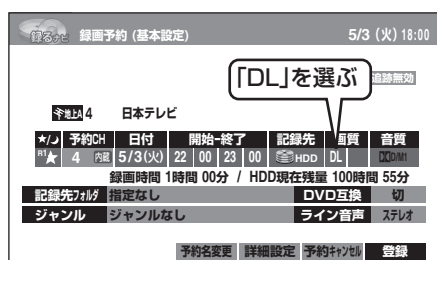 録るナビ 録画予約 (基本設定) 5/3 (火) 18:00
「DL」を選ぶ
追跡無効
地上A 4 日本テレビ
★/♪ 予約CH 日付 開始-終了 記録先 画質 音質
R1★ 4 内蔵 5/3(火) 22 00 23 00 HDD DL DD D/M1
録画時間 1時間 00分 / HDD現在残量 100時間 55分
記録先フォルダ 指定なし DVD互換 切
ジャンル ジャンルなし ライン音声 ステレオ
予約名変更 詳細設定 予約キャンセル 登録